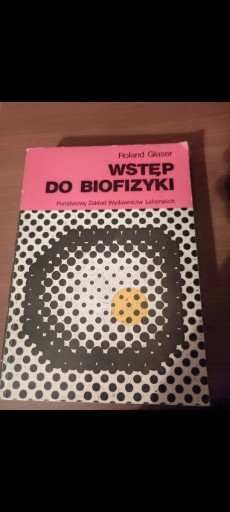 Roland Glaser
WSTĘP
DO BIOFIZYKI
Państwowy Zakład Wydawnictw Lekarskich